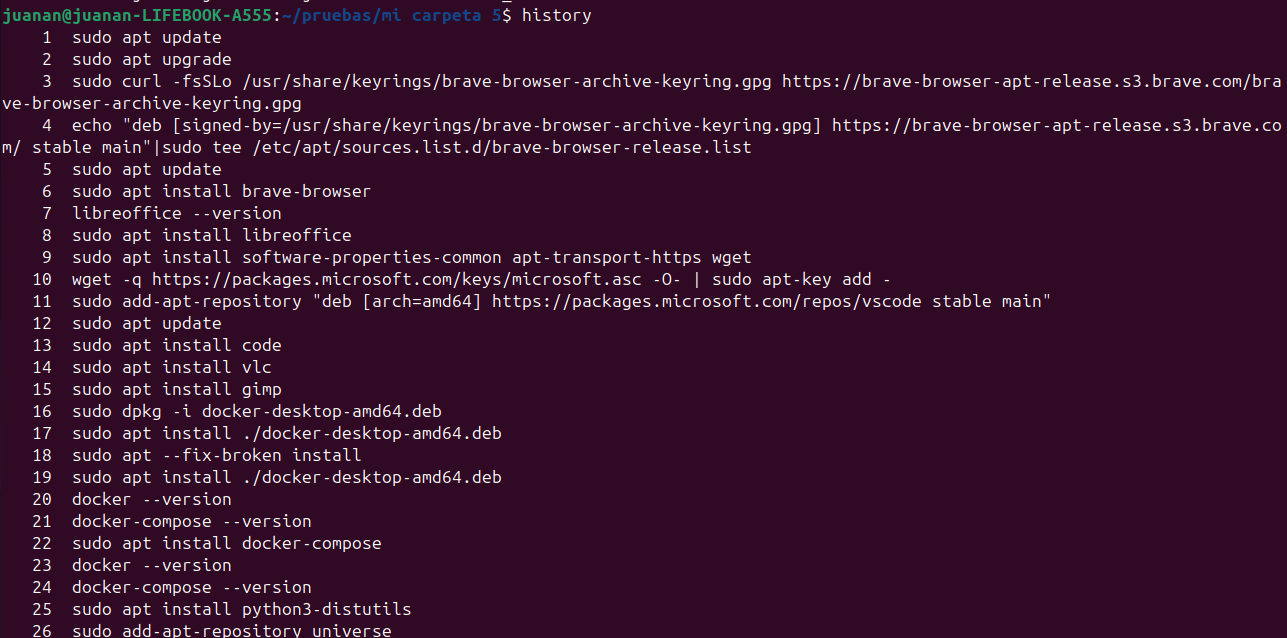 juanan@juanan-LIFEBOOK-A555:~/pruebas/mi carpeta 5$ history
1 sudo apt update
2 sudo apt upgrade
3 sudo curl -fsSLo /usr/share/keyrings/brave-browser-archive-keyring.gpg https://brave-browser-apt-release.s3.brave.com/bra
ve-browser-archive-keyring.gpg
4 echo "deb [signed-by=/usr/share/keyrings/brave-browser-archive-keyring.gpg] https://brave-browser-apt-release.s3.brave.co
m/ stable main"|sudo tee /etc/apt/sources.list.d/brave-browser-release.list
5 sudo apt update
6 sudo apt install brave-browser
7 libreoffice --version
8 sudo apt install libreoffice
9 sudo apt install software-properties-common apt-transport-https wget
10 wget -q https://packages.microsoft.com/keys/microsoft.asc -O- | sudo apt-key add -
11 sudo add-apt-repository "deb [arch=amd64] https://packages.microsoft.com/repos/vscode stable main"
12 sudo apt update
13 sudo apt install code
14 sudo apt install vlc
15 sudo apt install gimp
16 sudo dpkg -i docker-desktop-amd64.deb
17 sudo apt install ./docker-desktop-amd64.deb
18 sudo apt --fix-broken install
19 sudo apt install ./docker-desktop-amd64.deb
20 docker --version
21 docker-compose --version
22 sudo apt install docker-compose
23 docker --version
24 docker-compose --version
25 sudo apt install python3-distutils
26 sudo add-apt-repository universe